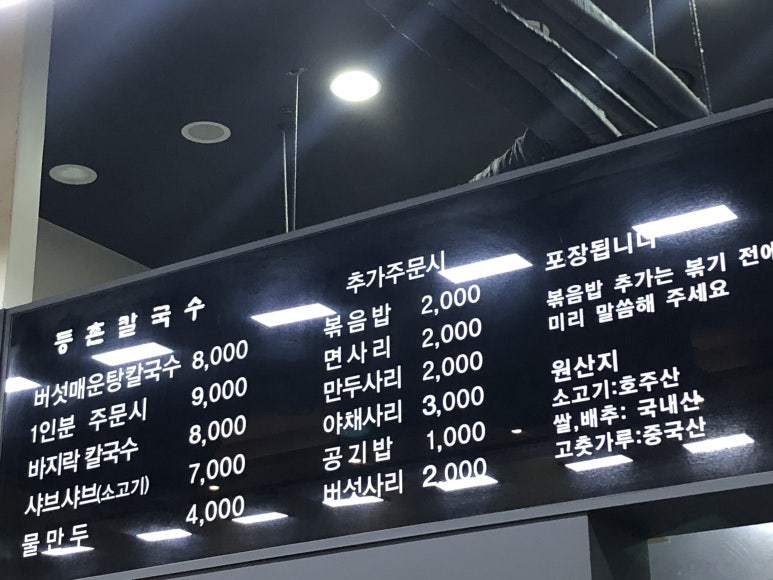 등촌칼국수
버섯매운탕칼국수 8,000
1인분 주문시 9,000
바지락 칼국수 8,000
샤브샤브(소고기) 7,000
물만두 4,000
추가주문시
볶음밥 2,000
면사리 2,000
만두사리 2,000
야채사리 3,000
공기밥 1,000
버섯사리 2,000
포장됩니다
볶음밥 추가는 볶기 전에
미리 말씀해 주세요
원산지
소고기:호주산
쌀,배추: 국내산
고춧가루:중국산